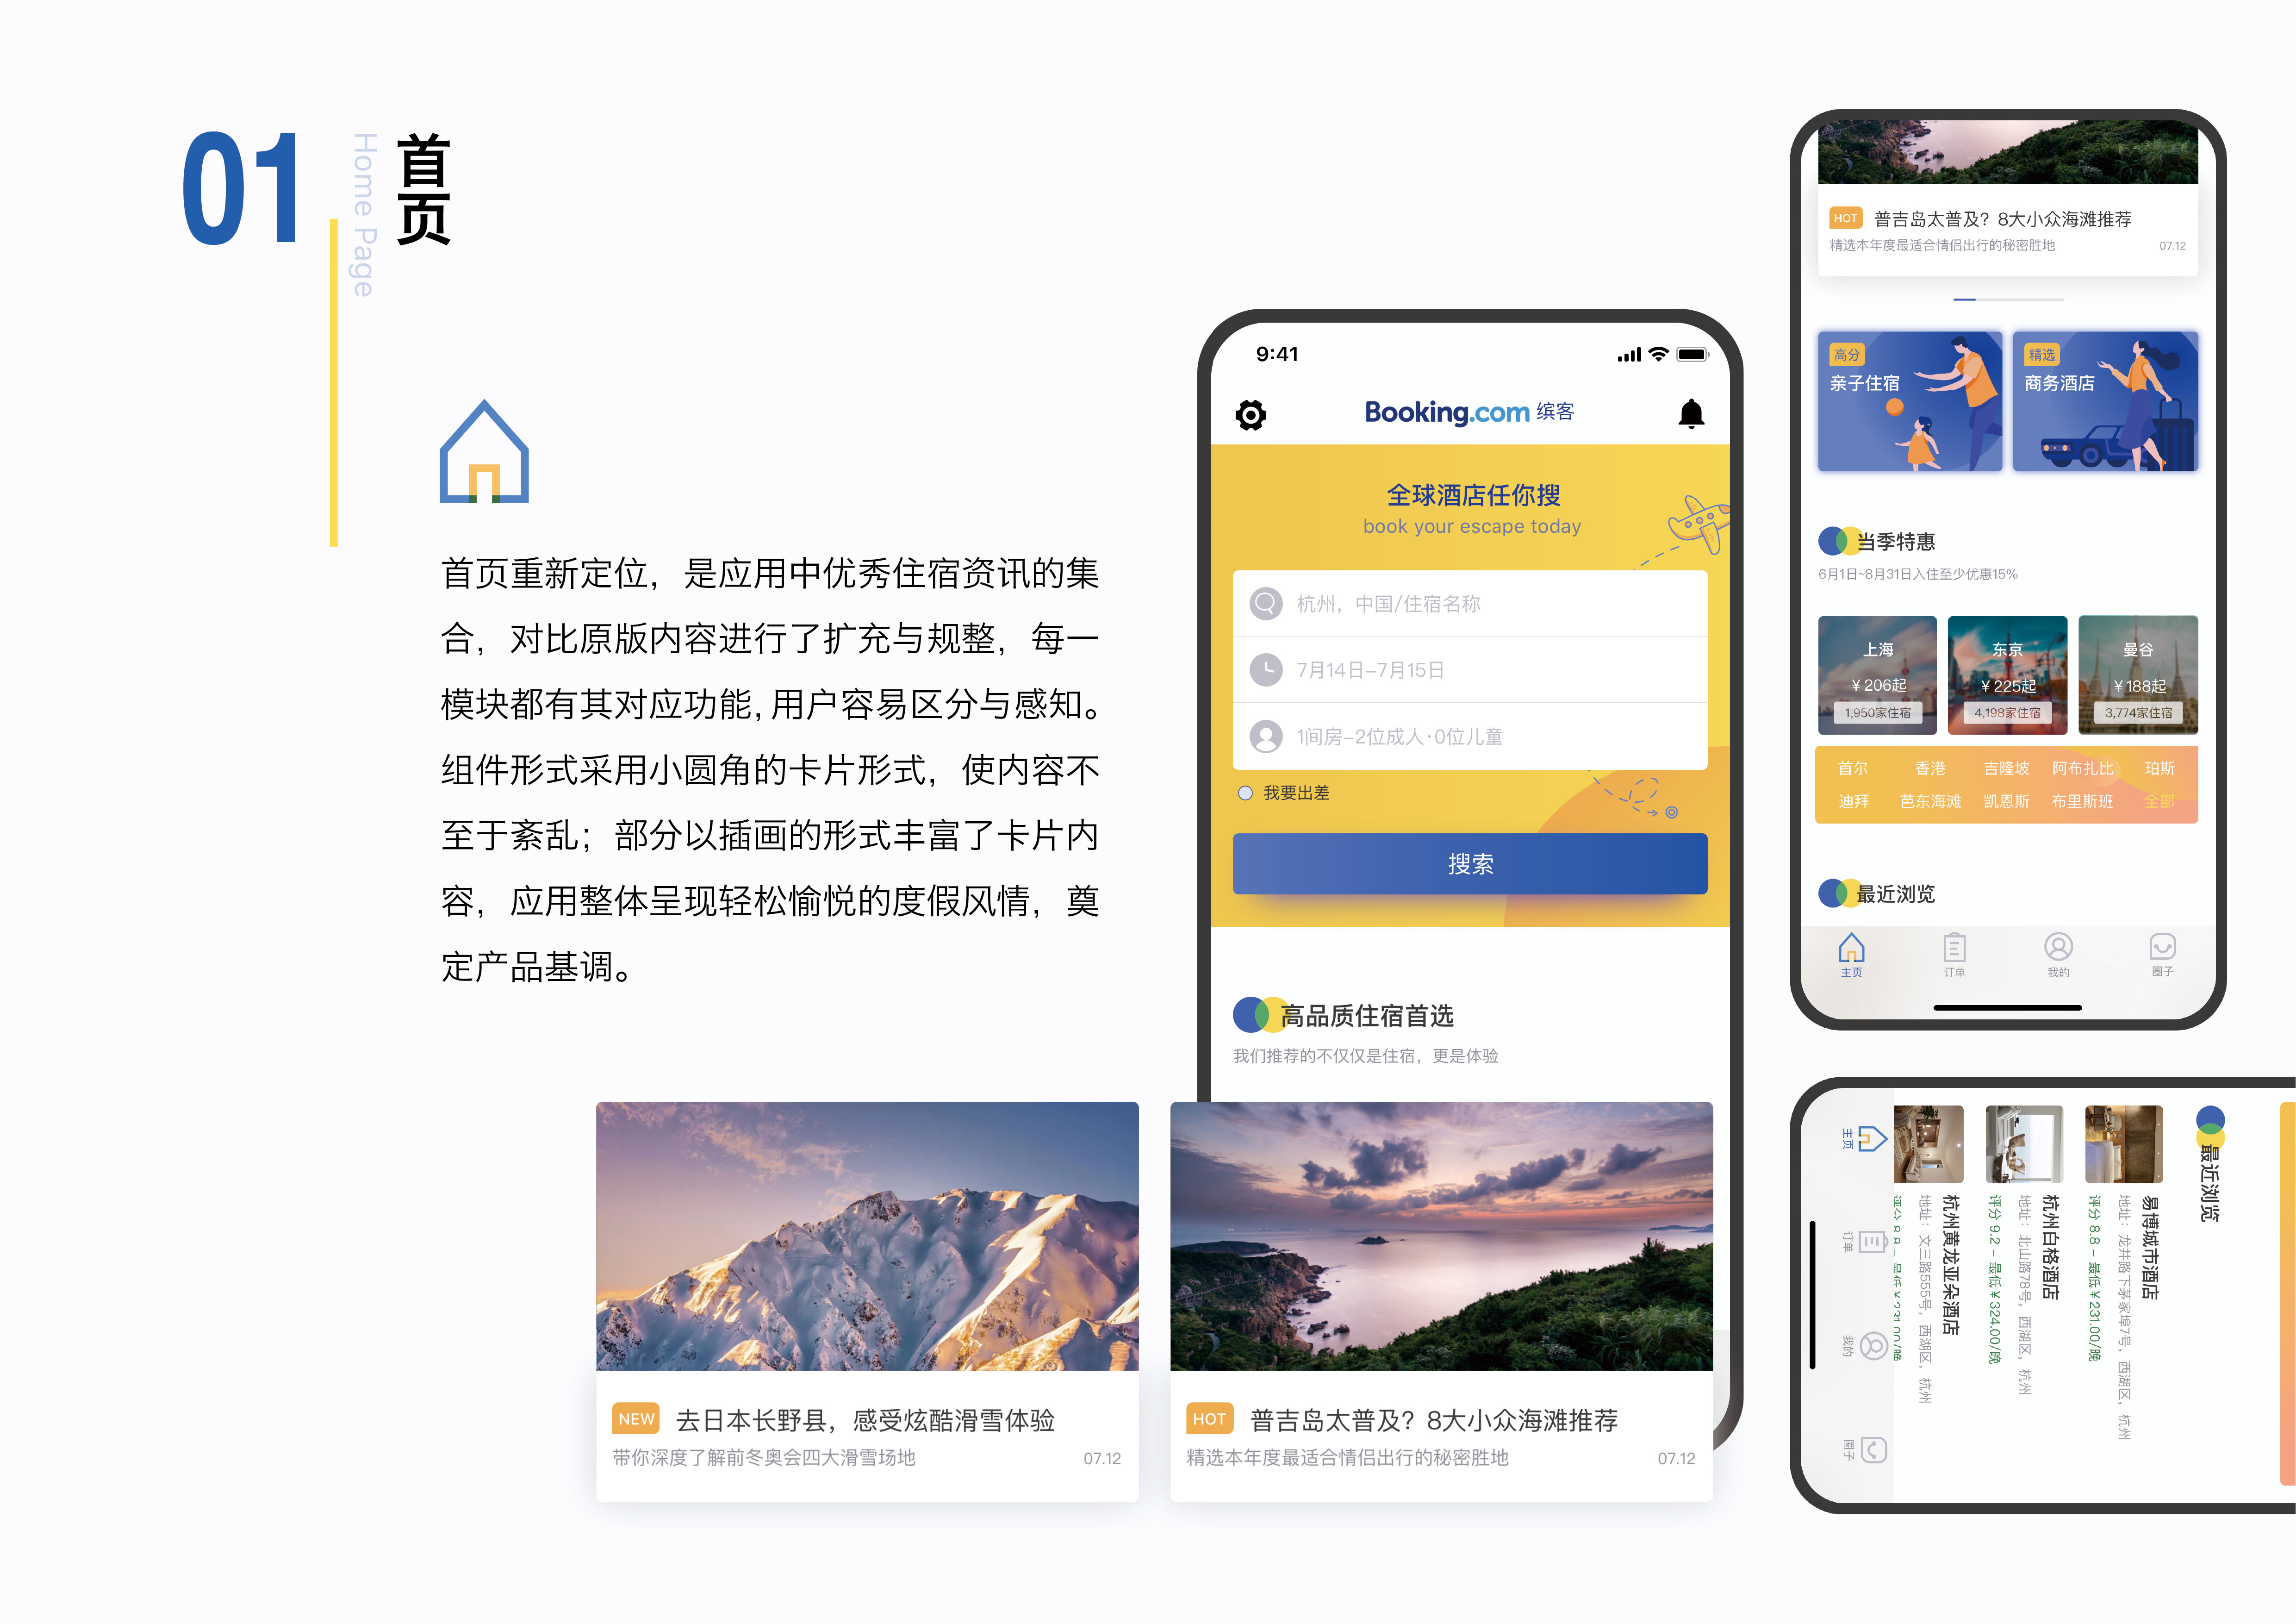 01
Home Page
首页
首页重新定位，是应用中优秀住宿资讯的集
合，对比原版内容进行了扩充与规整，每一
模块都有其对应功能，用户容易区分与感知。
组件形式采用小圆角的卡片形式，使内容不
至于紊乱；部分以插画的形式丰富了卡片内
容，应用整体呈现轻松愉悦的度假风情，奠
定产品基调。
9:41
Booking.com 缤客
全球酒店任你搜
book your escape today
杭州，中国/住宿名称
7月14日-7月15日
1间房-2位成人·0位儿童
我要出差
搜索
高品质住宿首选
我们推荐的不仅仅是住宿，更是体验
NEW 去日本长野县，感受炫酷滑雪体验
带你深度了解前冬奥会四大滑雪场地 07.12
HOT 普吉岛太普及？8大小众海滩推荐
精选本年度最适合情侣出行的秘密胜地 07.12
HOT 普吉岛太普及？8大小众海滩推荐
精选本年度最适合情侣出行的秘密胜地 07.12
高分
亲子住宿
精选
商务酒店
当季特惠
6月1日~8月31日入住至少优惠15%
上海
￥206起
1,950家住宿
东京
￥225起
4,198家住宿
曼谷
￥188起
3,774家住宿
首尔 香港 吉隆坡 阿布扎比 珀斯
迪拜 芭东海滩 凯恩斯 布里斯班 全部
最近浏览
主页 订单 我的 圈子
最近浏览
易博城市酒店
地址：龙井路下茅家埠7号，西湖区，杭州
评分 8.8 - 最低￥231.00/晚
杭州白格酒店
地址：北山路78号，西湖区，杭州
评分 9.2 - 最低￥324.00/晚
杭州黄龙亚朵酒店
地址：文三路555号，西湖区，杭州
主页 订单 我的 圈子